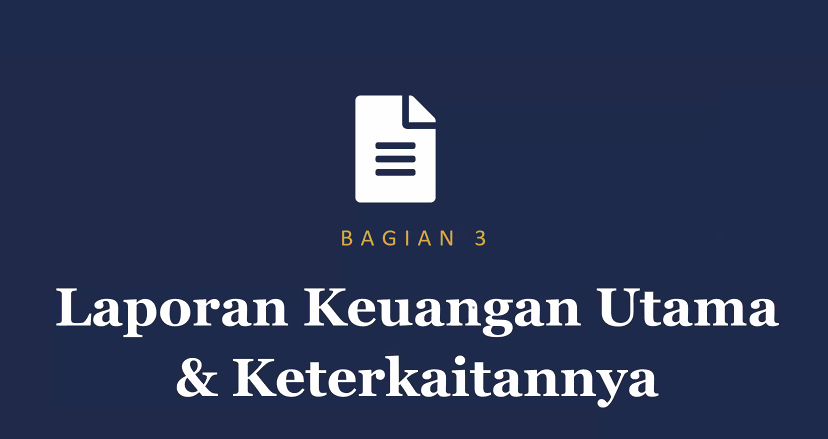 BAGIAN 3
Laporan Keuangan Utama
& Keterkaitannya